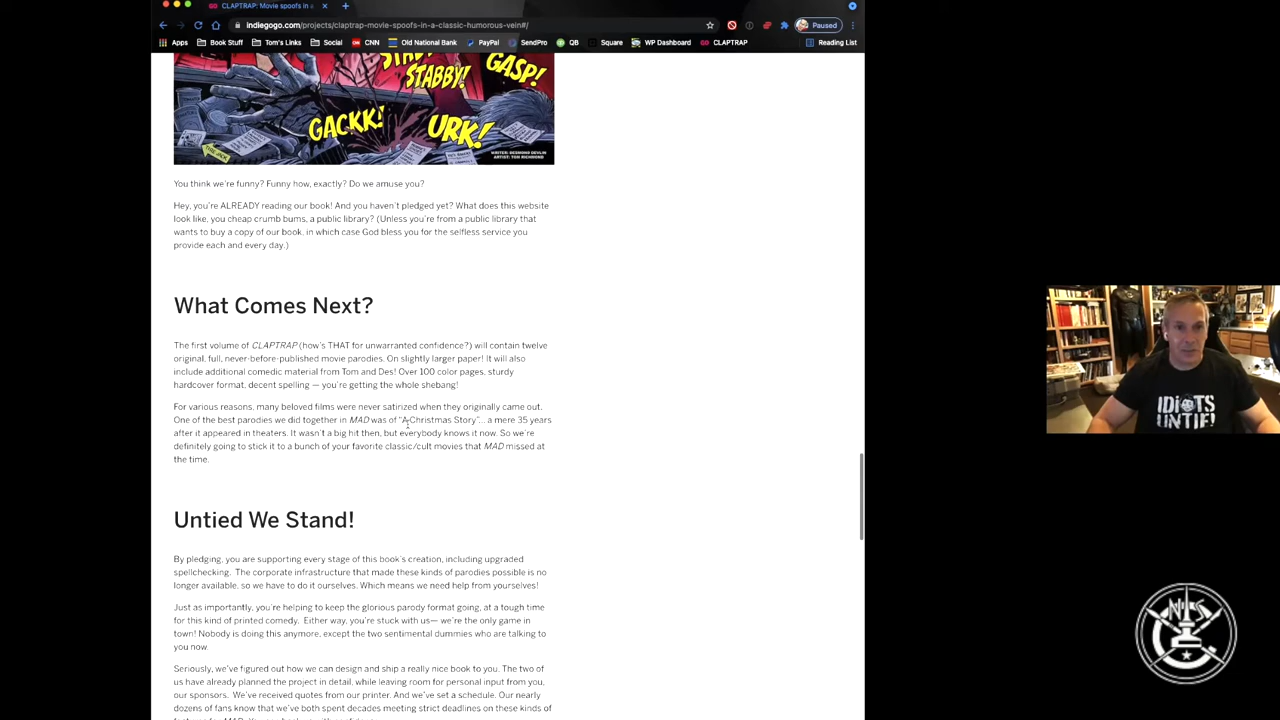 CLAPTRAP: Movie spoofs in a
indiegogo.com/projects/claptrap-movie-spoofs-in-a-classic-humorous-vein#/
Paused
Apps Book Stuff Tom's Links Social CNN Old National Bank PayPal SendPro QB Square WP Dashboard CLAPTRAP Reading List
STABBY!
GASP!
GACKK!
URK!
WRITER: DESMOND DEVLIN
ARTIST: TOM RICHMOND
You think we're funy? Funny how, exactly? Do we amuse you?
Hey, you're ALREADY reading our book! And you haven't pledged yet? What does this website
look like, you cheap crumb bums, a public library? (Unless you're from a public library that
wants to buy a copy of our book, in which case God bless you for the selfless service you
provide each and every day.)
What Comes Next?
The first volume of CLAPTRAP (how's THAT for unwarranted confidence?) will contain twelve
original, full, never-before-published movie parodies. On slightly larger paper! It will also
include additional comedic material from Tom and Des! Over 100 color pages, sturdy
hardcover format, decent spelling — you're getting the whole shebang!
For various reasons, many beloved films were never satirized when they originally came out.
One of the best parodies we did together in MAD was of "A Christmas Story"... a mere 35 years
after it appeared in theaters. It wasn't a big hit then, but everybody knows it now. So we're
definitely going to stick it to a bunch of your favorite classic/cult movies that MAD missed at
the time.
Untied We Stand!
By pledging, you are supporting every stage of this book's creation, including upgraded
spellchecking. The corporate infrastructure that made these kinds of parodies possible is no
longer available, so we have to do it ourselves. Which means we need help from yourselves!
Just as importantly, you're helping to keep the glorious parody format going, at a tough time
for this kind of printed comedy. Either way, you're stuck with us— we're the only game in
town! Nobody is doing this anymore, except the two sentimental dummies who are talking to
you now.
Seriously, we've figured out how we can design and ship a really nice book to you. The two of
us have already planned the project in detail, while leaving room for personal input from you,
our sponsors. We've received quotes from our printer. And we've set a schedule. Our nearly
dozens of fans know that we've both spent decades meeting strict deadlines on these kinds of
IDIOTS
UNTIE!
NCS